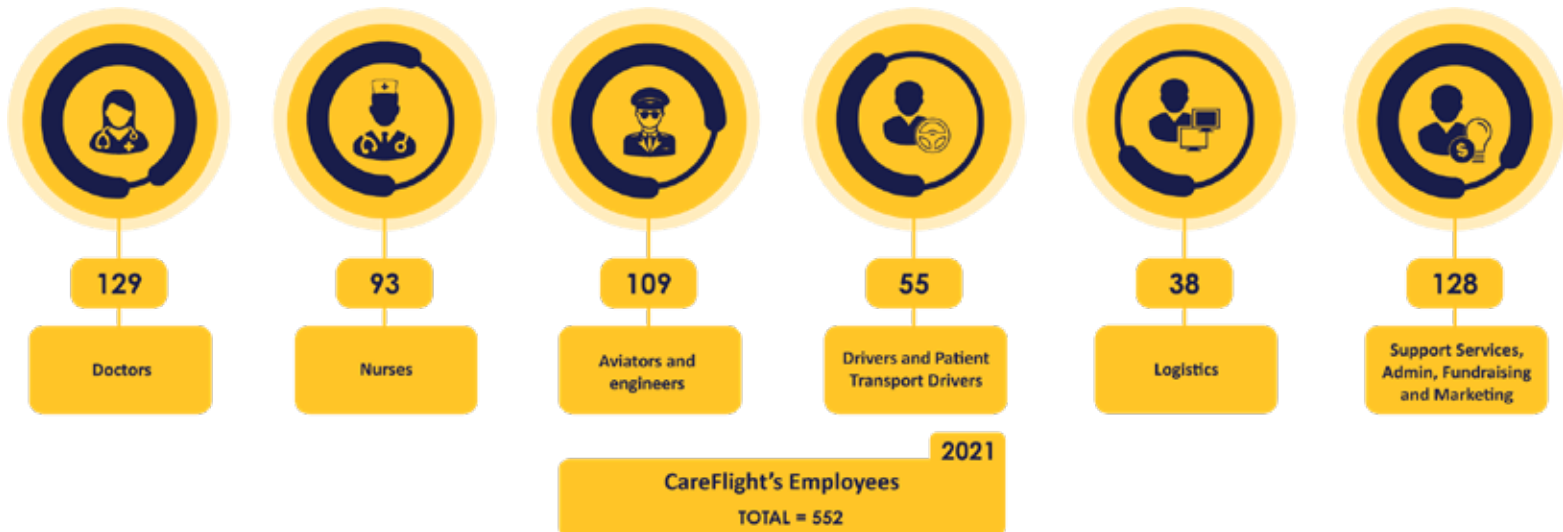 129
93
109
55
38
128
Doctors
Nurses
Aviators and
engineers
Drivers and Patient
Transport Drivers
Logistics
$
Support Services,
Admin, Fundraising
and Marketing
2021
CareFlight's Employees
TOTAL = 552